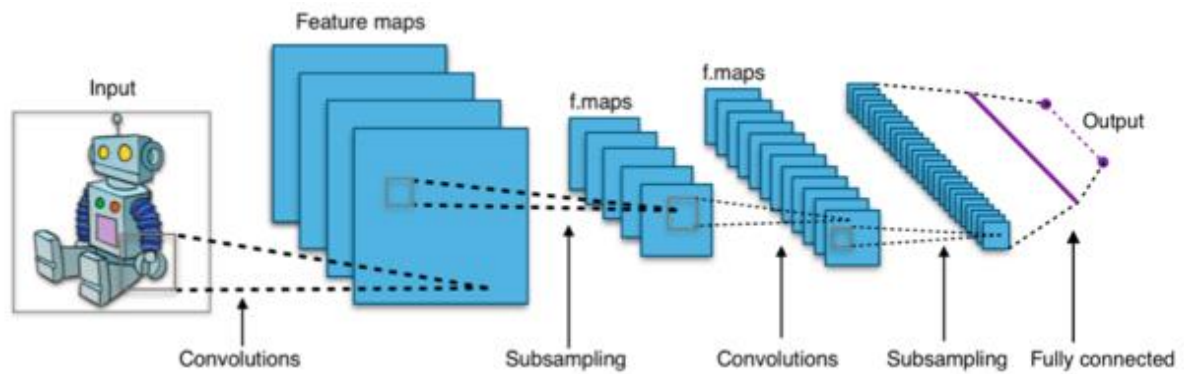 Feature maps
Input
f.maps
f.maps
Output
Convolutions
Subsampling
Convolutions
Subsampling
Fully connected